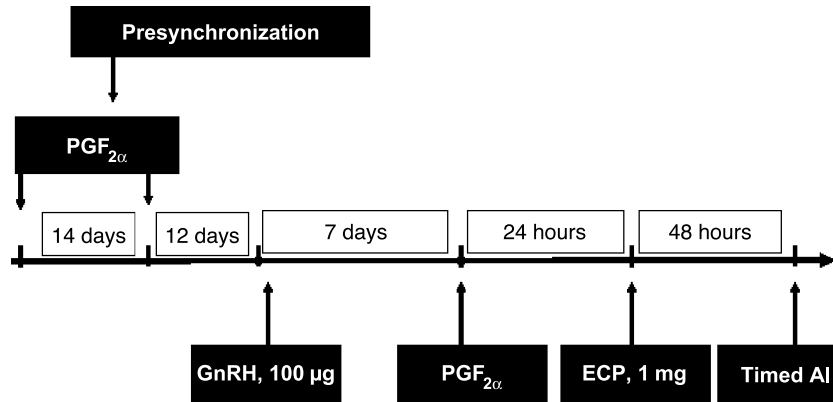 Presynchronization
PGF2α
14 days 12 days 7 days 24 hours 48 hours
GnRH, 100 µg PGF2α ECP, 1 mg Timed AI